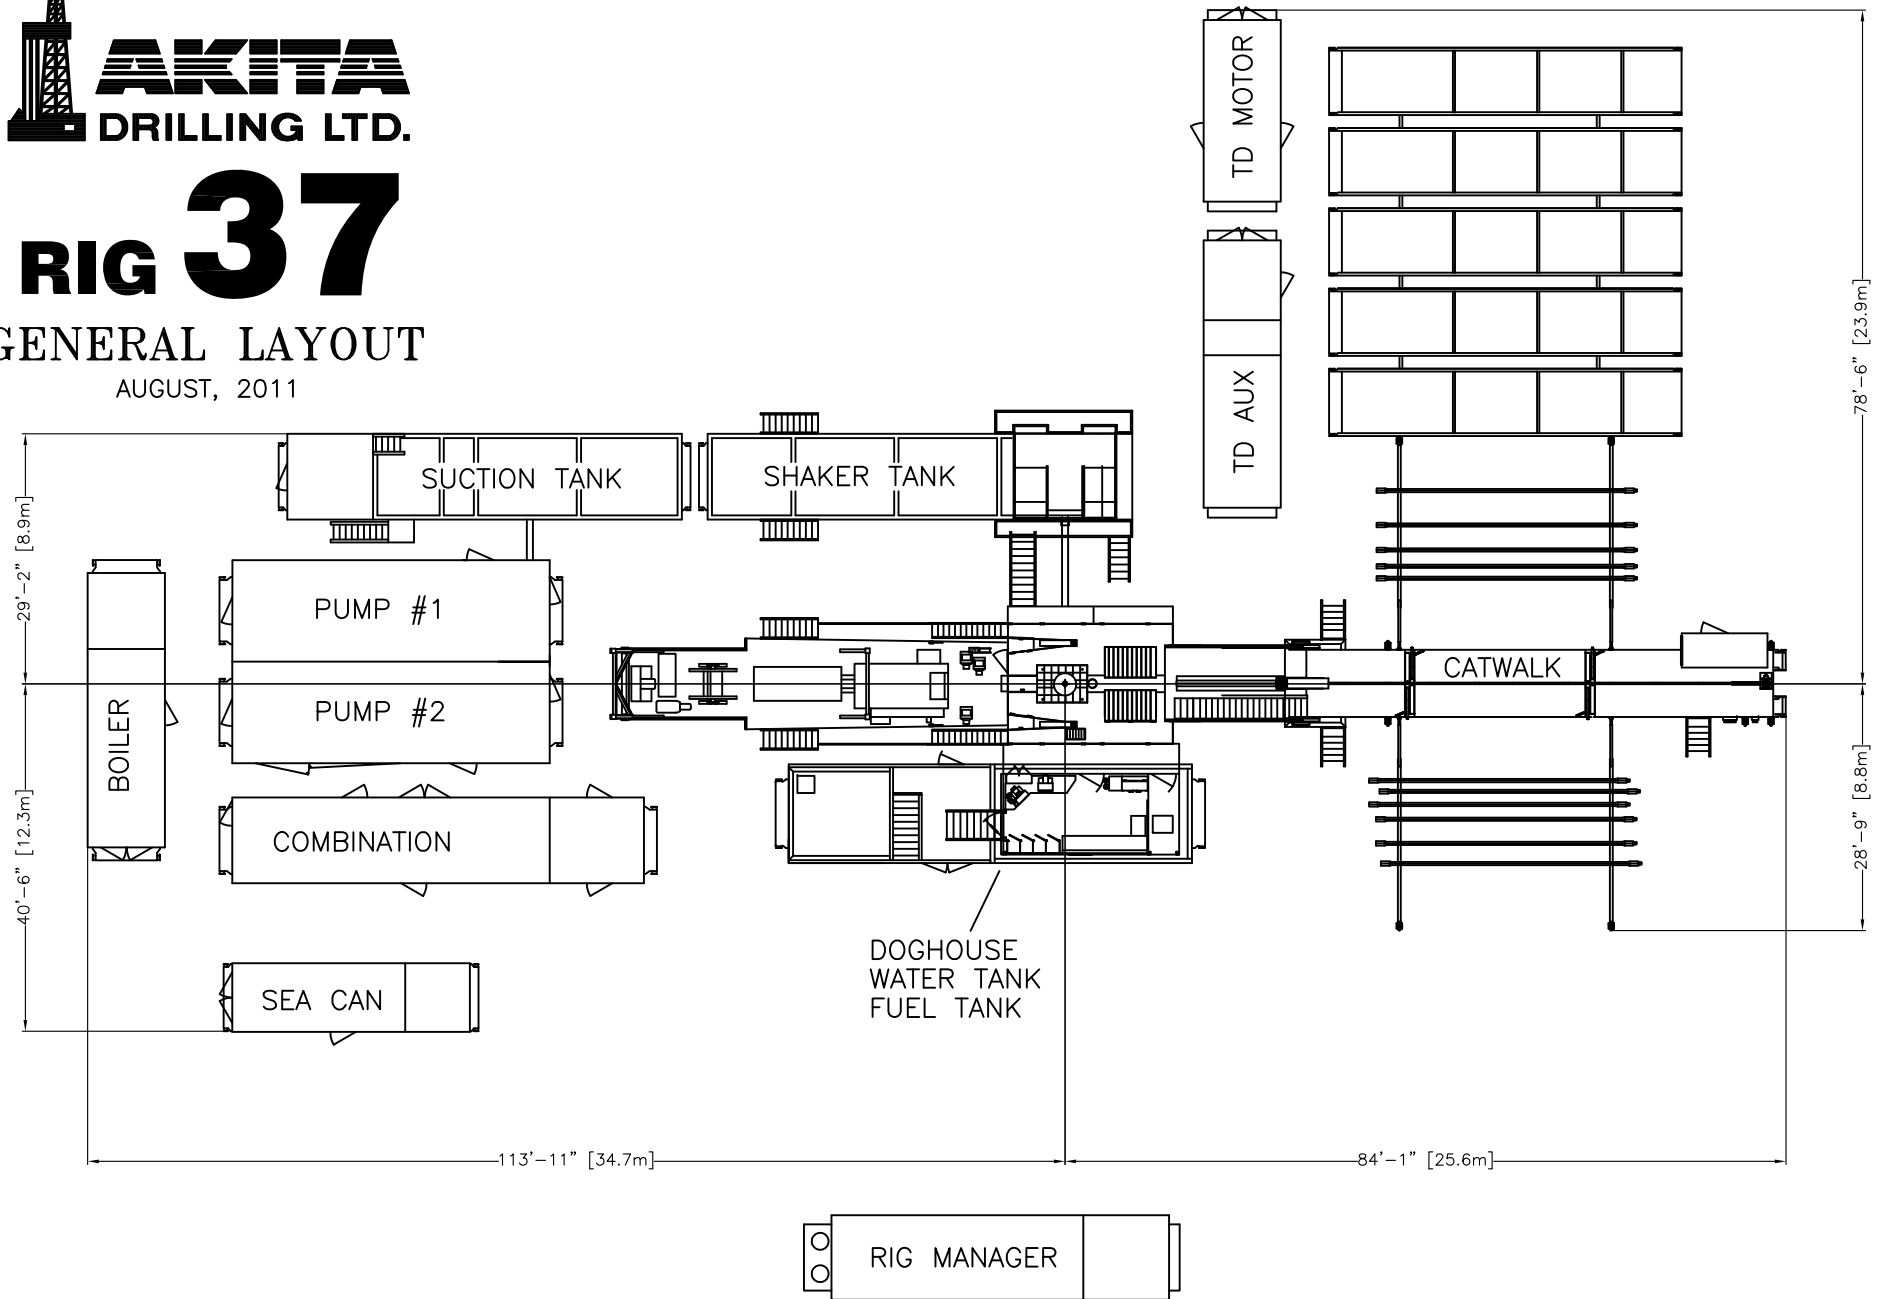 AKITA
DRILLING LTD.
RIG 37
GENERAL LAYOUT
AUGUST, 2011
TD MOTOR
TD AUX
78'-6" [23.9m]
SUCTION TANK
SHAKER TANK
29'-2" [8.9m]
PUMP #1
PUMP #2
BOILER
CATWALK
COMBINATION
40'-6" [12.3m]
28'-9" [8.8m]
DOGHOUSE
WATER TANK
FUEL TANK
SEA CAN
113'-11" [34.7m]
84'-1" [25.6m]
RIG MANAGER